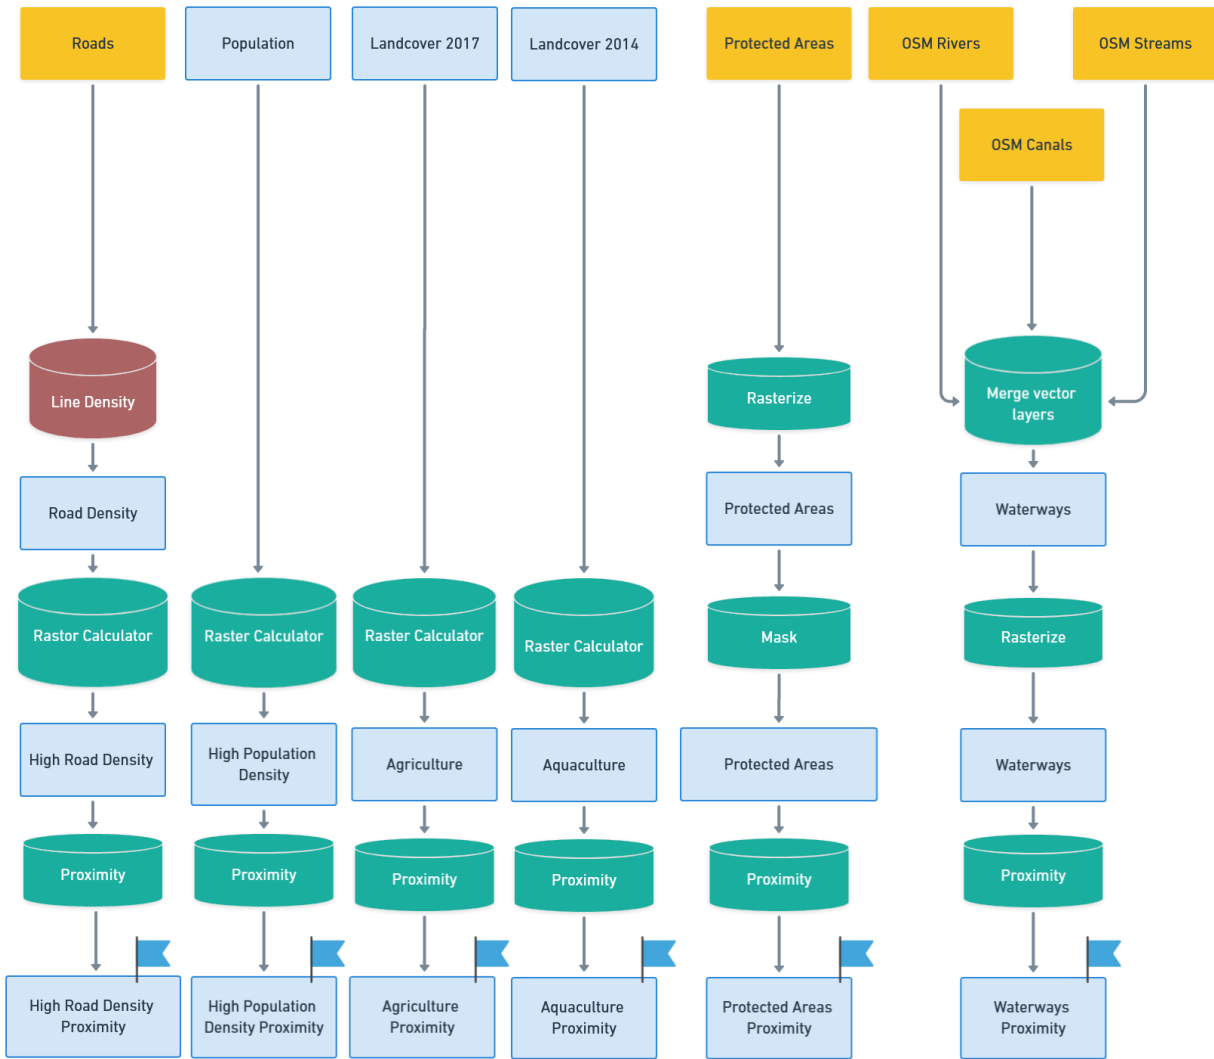 Roads
Population
Landcover 2017
Landcover 2014
Protected Areas
OSM Rivers
OSM Streams
OSM Canals
Line Density
Rasterize
Merge vector
layers
Road Density
Protected Areas
Waterways
Rastor Calculator
Raster Calculator
Raster Calculator
Raster Calculator
Mask
Rasterize
High Road Density
High Population
Density
Agriculture
Aquaculture
Protected Areas
Waterways
Proximity
Proximity
Proximity
Proximity
Proximity
Proximity
High Road Density
Proximity
High Population
Density Proximity
Agriculture
Proximity
Aquaculture
Proximity
Protected Areas
Proximity
Waterways
Proximity